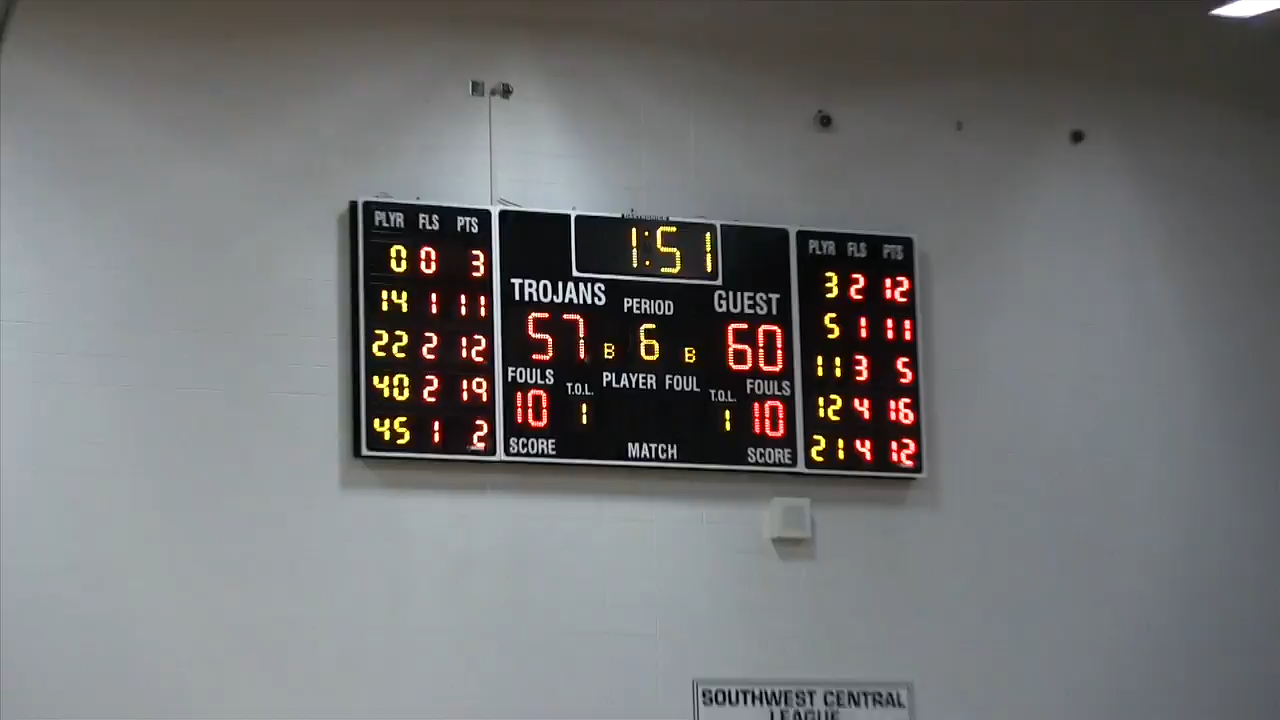 PLYR FLS PTS
0 0 3
14 1 11
22 2 12
40 2 19
45 1 2
1:51
TROJANS PERIOD GUEST
57 B 6 B 60
FOULS T.O.L. PLAYER FOUL T.O.L. FOULS
10 1 1 10
SCORE MATCH SCORE
PLYR FLS PTS
3 2 12
5 1 11
11 3 5
12 4 16
21 4 12
SOUTHWEST CENTRAL
LEAGUE